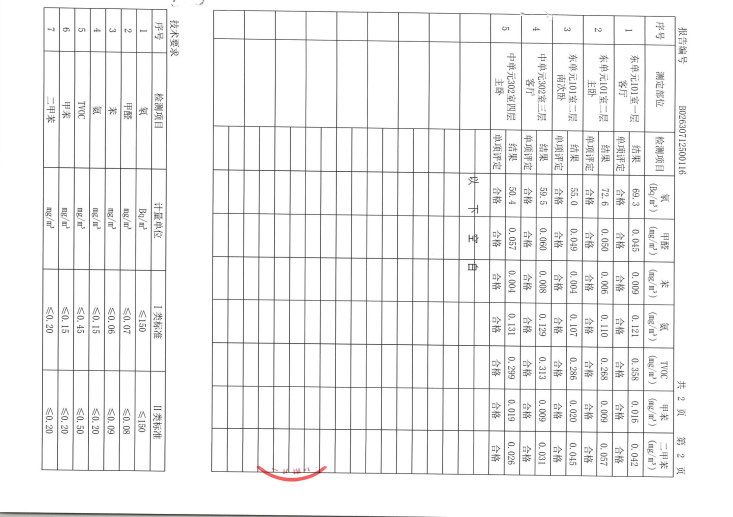 报告编号 B02630712500116 共 2 页 第 2 页
序号 测定部位 检测项目 氡(Bq/m³) 甲醛(mg/m³) 苯(mg/m³) 氨(mg/m³) TVOC(mg/m³) 甲苯(mg/m³) 二甲苯(mg/m³)
1 东单元101室一层客厅 结果 69.3 0.045 0.009 0.121 0.358 0.016 0.042
单项评定 合格 合格 合格 合格 合格 合格 合格
2 东单元101室二层主卧 结果 72.6 0.050 0.006 0.110 0.268 0.009 0.057
单项评定 合格 合格 合格 合格 合格 合格 合格
3 东单元101室二层南次卧 结果 55.0 0.049 0.004 0.107 0.286 0.020 0.045
单项评定 合格 合格 合格 合格 合格 合格 合格
4 中单元302室三层客厅 结果 59.5 0.060 0.008 0.129 0.313 0.009 0.031
单项评定 合格 合格 合格 合格 合格 合格 合格
5 中单元302室四层主卧 结果 50.4 0.057 0.004 0.131 0.299 0.019 0.026
单项评定 合格 合格 合格 合格 合格 合格 合格
以下空白
技术要求
序号 检测项目 计量单位 I类标准 II类标准
1 氡 Bq/m³ ≤150 ≤150
2 甲醛 mg/m³ ≤0.07 ≤0.08
3 苯 mg/m³ ≤0.06 ≤0.09
4 氨 mg/m³ ≤0.15 ≤0.20
5 TVOC mg/m³ ≤0.45 ≤0.50
6 甲苯 mg/m³ ≤0.15 ≤0.20
7 二甲苯 mg/m³ ≤0.20 ≤0.20